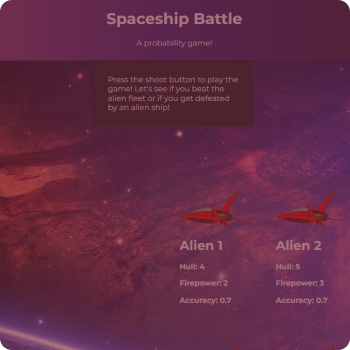 Spaceship Battle
A probability game!
Press the shoot button to play the
game! Let's see if you beat the
alien fleet or if you get defeated
by an alien ship!
Alien 1
Hull: 4
Firepower: 2
Accuracy: 0.7
Alien 2
Hull: 5
Firepower: 3
Accuracy: 0.7